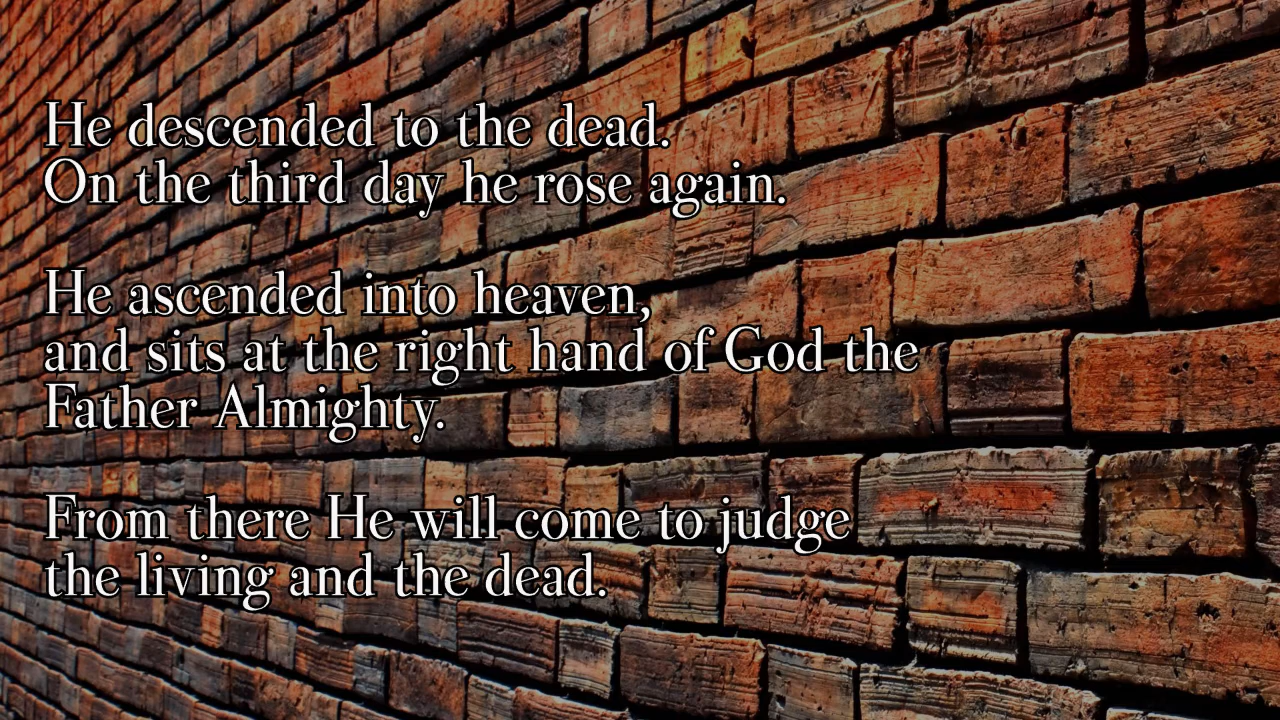 He descended to the dead.
On the third day he rose again.
He ascended into heaven,
and sits at the right hand of God the
Father Almighty.
From there He will come to judge
the living and the dead.